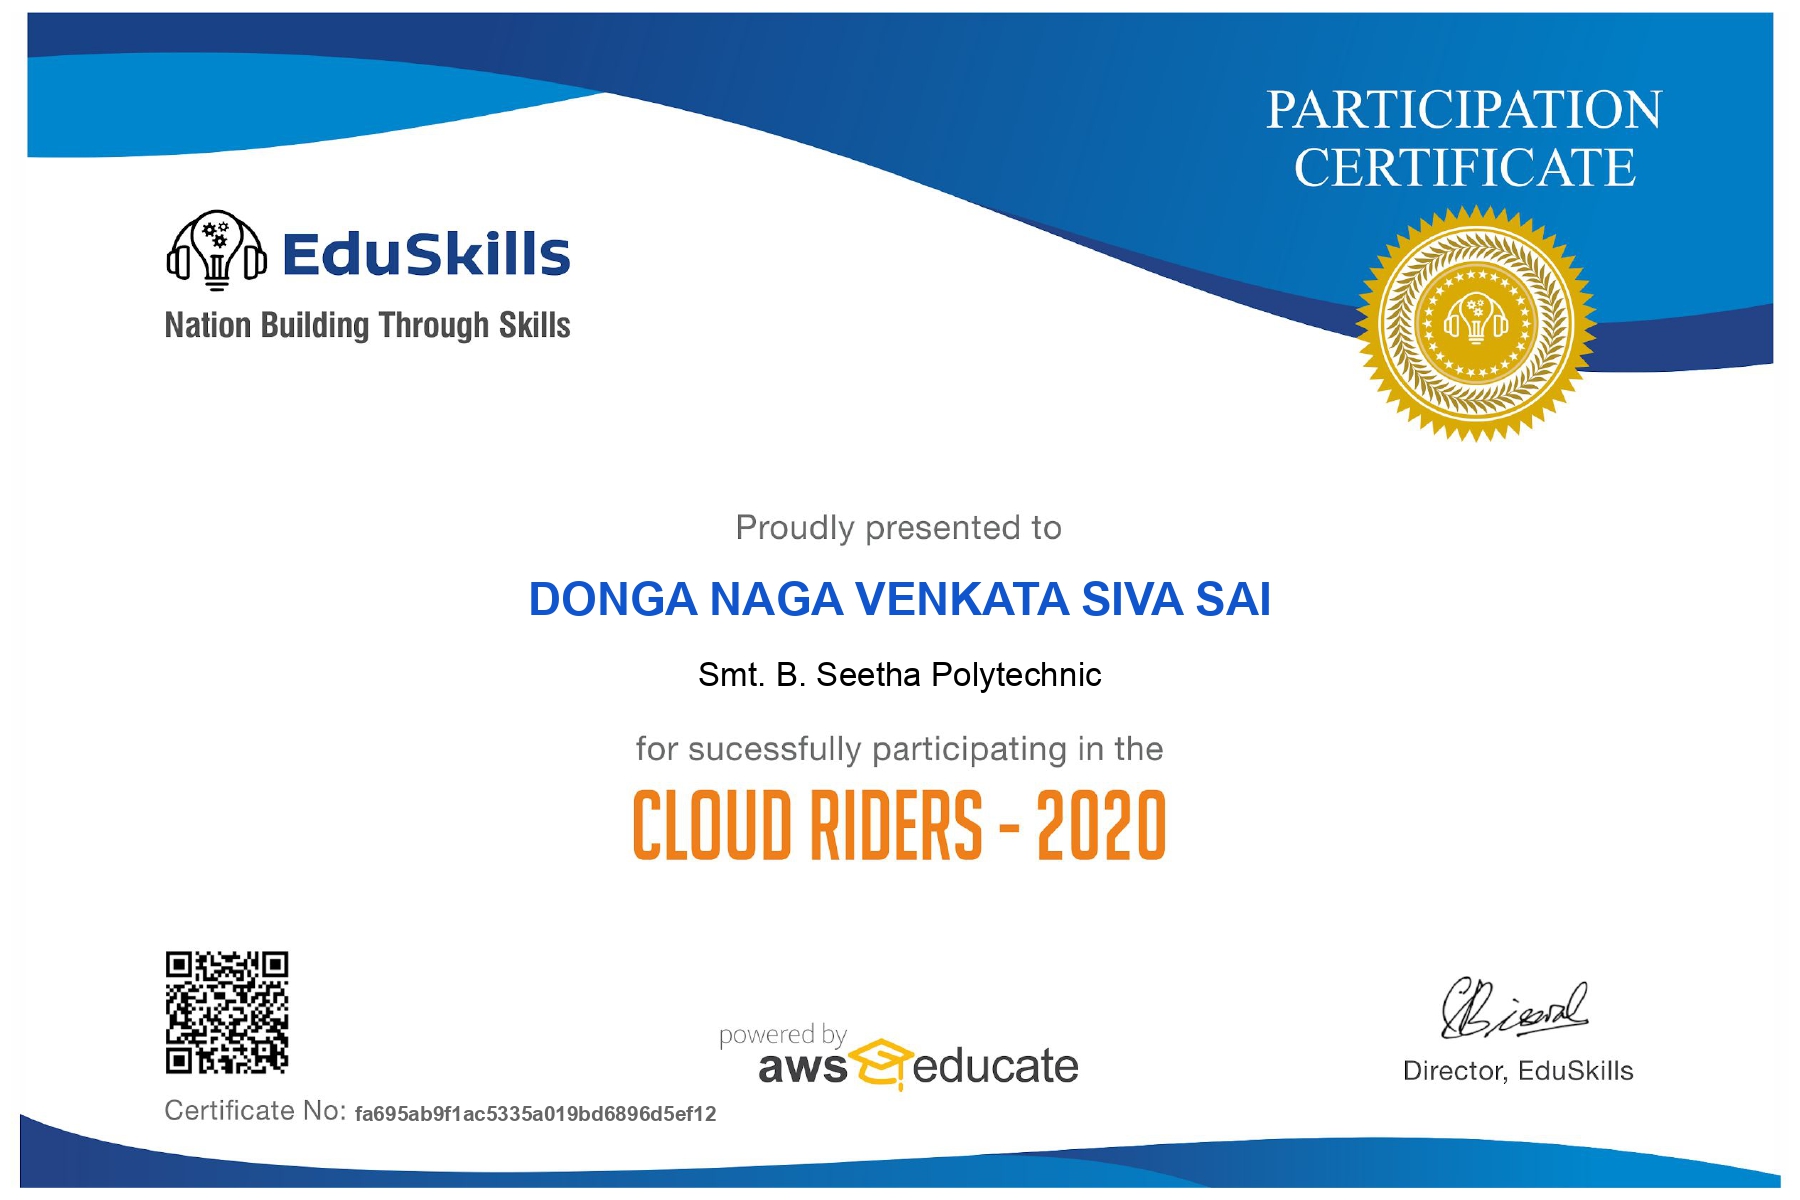 PARTICIPATION
CERTIFICATE
EduSkills
Nation Building Through Skills
Proudly presented to
DONGA NAGA VENKATA SIVA SAI
Smt. B. Seetha Polytechnic
for sucessfully participating in the
CLOUD RIDERS - 2020
powered by
aws educate
Director, EduSkills
Certificate No: fa695ab9f1ac5335a019bd6896d5ef12